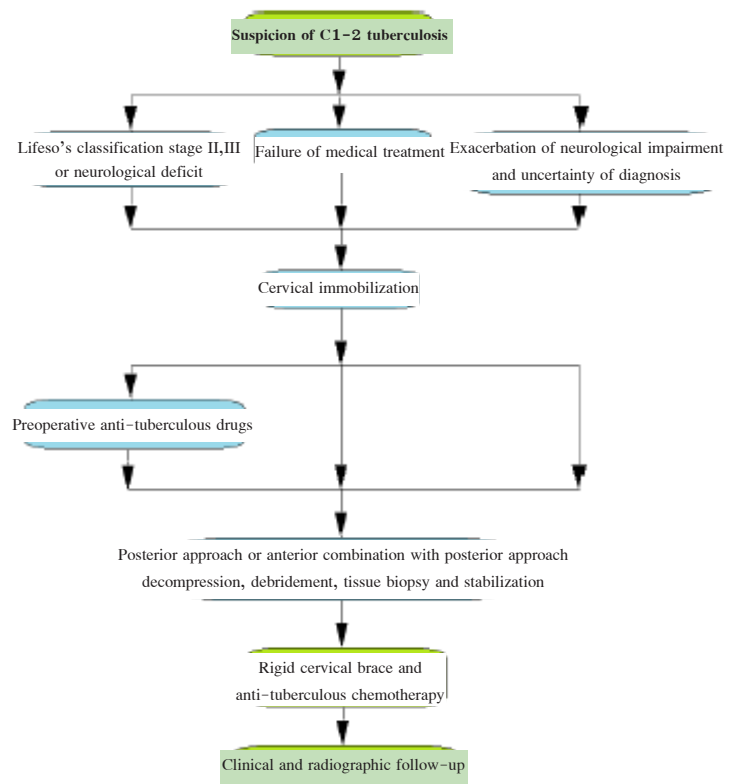 Suspicion of C1-2 tuberculosis
Lifeso's classification stage II,III
or neurological deficit
Failure of medical treatment
Exacerbation of neurological impairment
and uncertainty of diagnosis
Cervical immobilization
Preoperative anti-tuberculous drugs
Posterior approach or anterior combination with posterior approach
decompression, debridement, tissue biopsy and stabilization
Rigid cervical brace and
anti-tuberculous chemotherapy
Clinical and radiographic follow-up